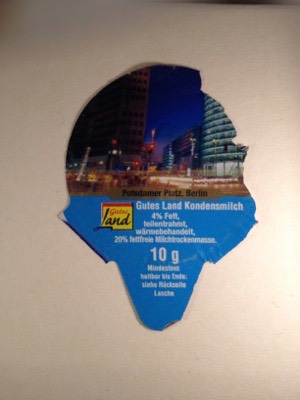 Potsdamer Platz, Berlin
Gutes Land
Gutes Land Kondensmilch
4% Fett,
teilentrahmt,
wärmebehandelt,
20% fettfreie Milchtrockenmasse.
10 g
Mindestens
haltbar bis Ende:
siehe Rückseite
Lasche